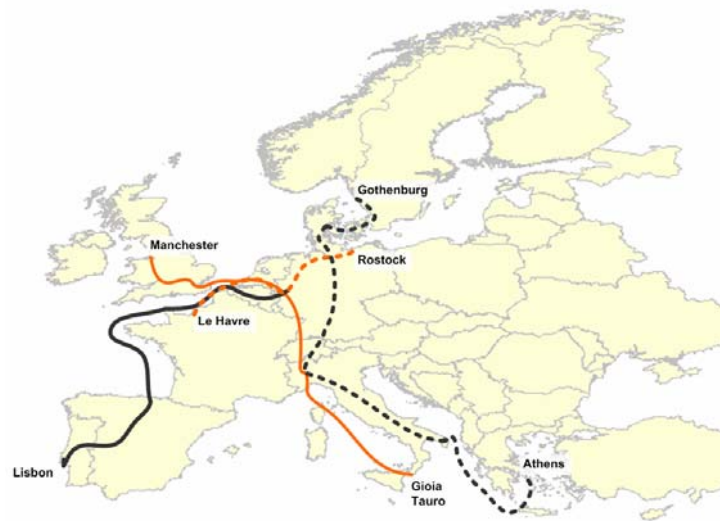 Gothenburg
Manchester
Rostock
Le Havre
Lisbon
Athens
Gioia
Tauro